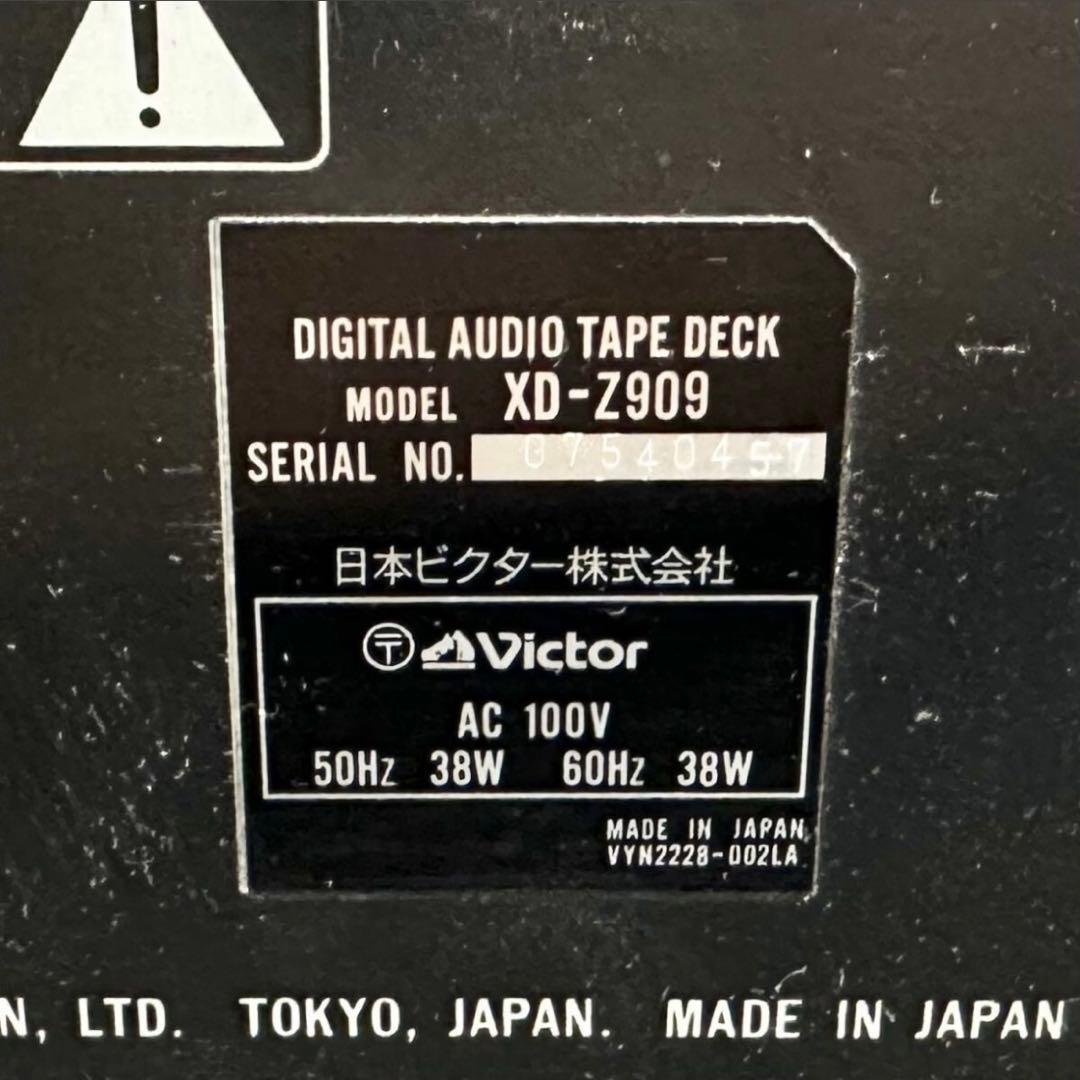 DIGITAL AUDIO TAPE DECK
MODEL XD-Z909
SERIAL NO. 07540457
日本ビクター株式会社
〒 Victor
AC 100V
50Hz 38W 60Hz 38W
MADE IN JAPAN
VYN2228-002LA
N, LTD. TOKYO, JAPAN. MADE IN JAPAN